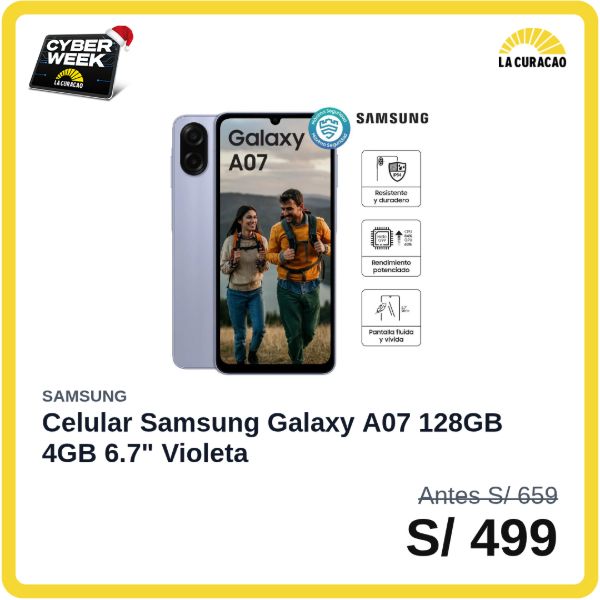 CYBER
WEEK
LA CURACAO
LA CURACAO
Galaxy
A07
SAMSUNG
IP54
Resistente
y duradero
Rendimiento
potenciado
Pantalla fluida
y vívida
SAMSUNG
Celular Samsung Galaxy A07 128GB
4GB 6.7" Violeta
Antes S/ 659
S/ 499